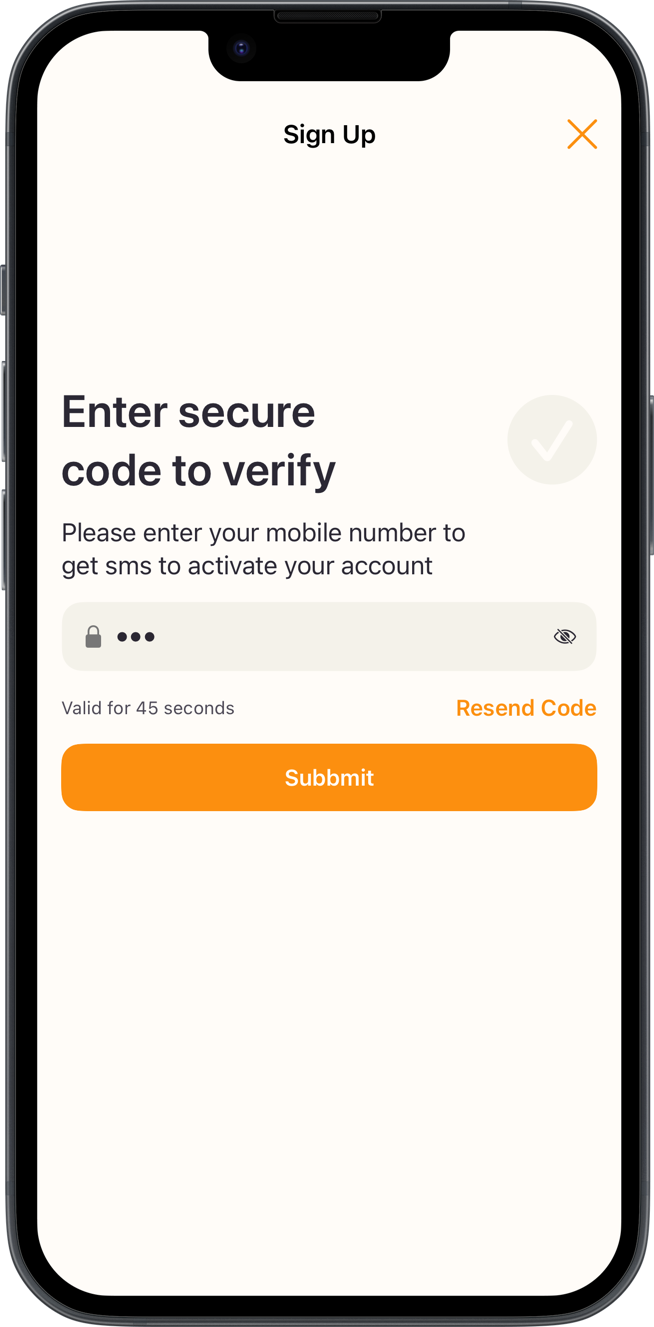 Sign Up
Enter secure
code to verify
Please enter your mobile number to
get sms to activate your account
•••
Valid for 45 seconds
Resend Code
Subbmit